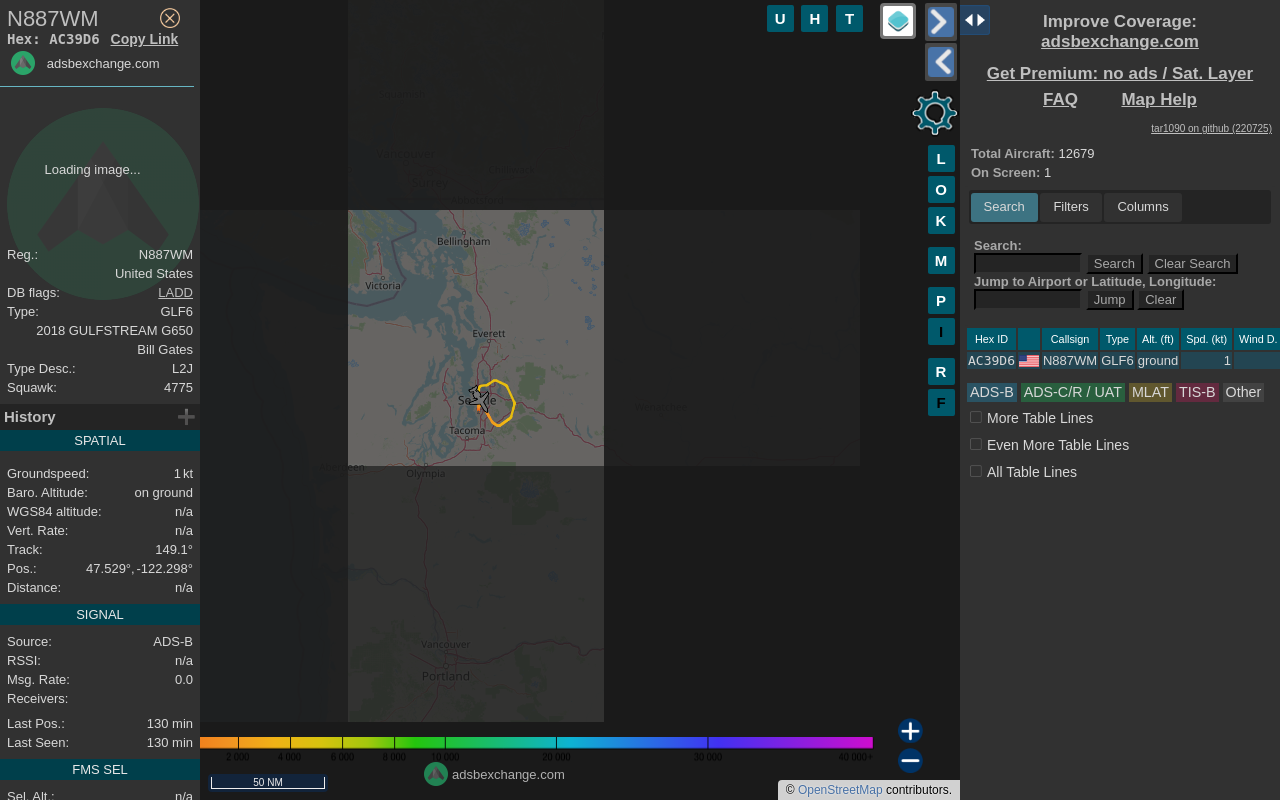 N887WM
Hex: AC39D6 Copy Link
adsbexchange.com
Loading image...
Reg.: N887WM
United States
DB flags: LADD
Type: GLF6
2018 GULFSTREAM G650
Bill Gates
Type Desc.: L2J
Squawk: 4775
History
SPATIAL
Groundspeed: 1 kt
Baro. Altitude: on ground
WGS84 altitude: n/a
Vert. Rate: n/a
Track: 149.1°
Pos.: 47.529°, -122.298°
Distance: n/a
SIGNAL
Source: ADS-B
RSSI: n/a
Msg. Rate: 0.0
Receivers:
Last Pos.: 130 min
Last Seen: 130 min
FMS SEL
Sel. Alt.: n/a
U H T
Bellingham
Victoria
Everett
Tacoma
Olympia
Vancouver
Portland
L
O
K
M
P
I
R
F
2 000 4 000 6 000 8 000 10 000 20 000 30 000 40 000+
adsbexchange.com
50 NM
© OpenStreetMap contributors.
Improve Coverage:
adsbexchange.com
Get Premium: no ads / Sat. Layer
FAQ Map Help
tar1090 on github (220725)
Total Aircraft: 12679
On Screen: 1
Search Filters Columns
Search:
Search Clear Search
Jump to Airport or Latitude, Longitude:
Jump Clear
Hex ID Callsign Type Alt. (ft) Spd. (kt) Wind D.
AC39D6 N887WM GLF6 ground 1
ADS-B ADS-C/R / UAT MLAT TIS-B Other
More Table Lines
Even More Table Lines
All Table Lines